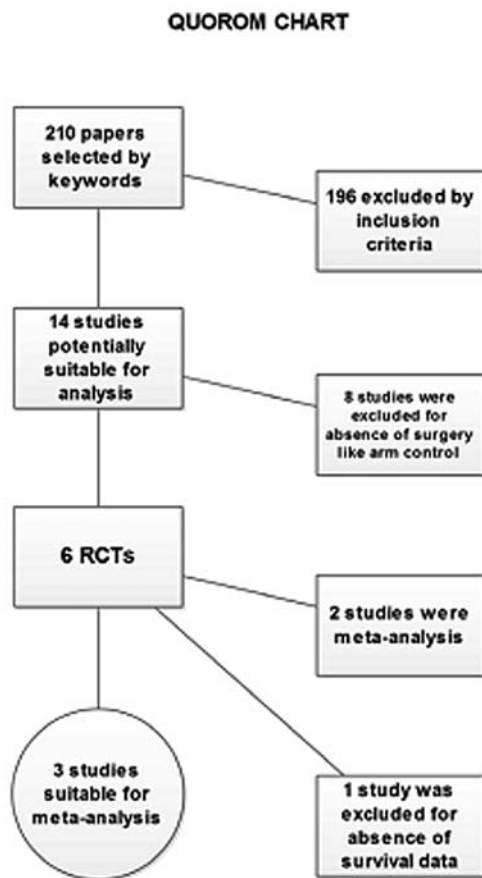 QUOROM CHART
210 papers
selected by
keywords
196 excluded by
inclusion
criteria
14 studies
potentially
suitable for
analysis
8 studies were
excluded for
absence of surgery
like arm control
6 RCTs
2 studies were
meta-analysis
3 studies
suitable for
meta-analysis
1 study was
excluded for
absence of
survival data